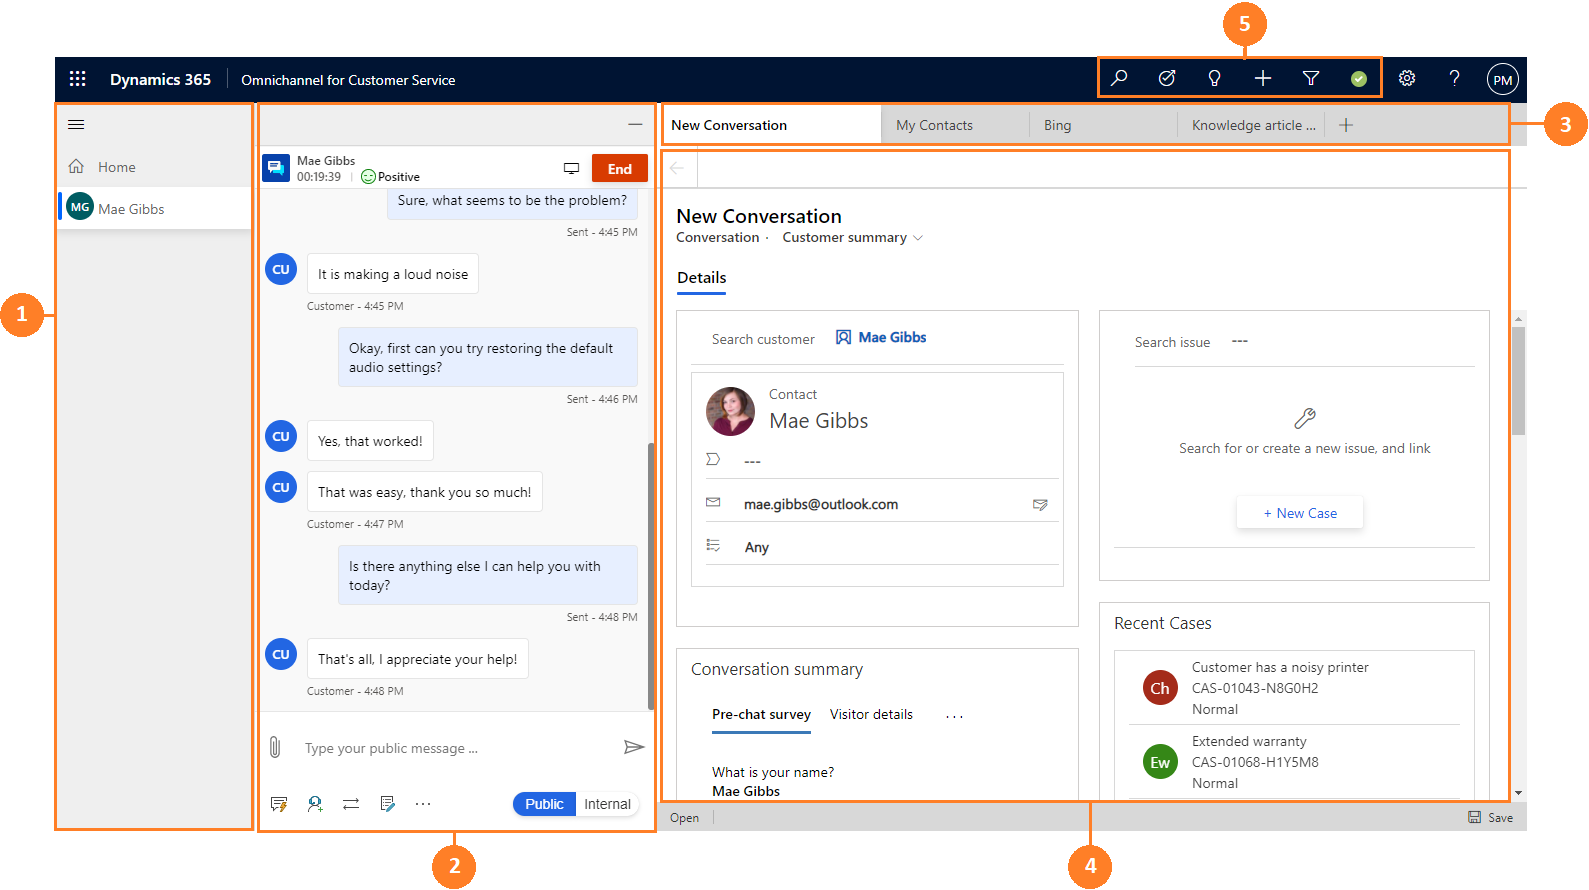 5
Dynamics 365
Omnichannel for Customer Service
?
PM
New Conversation
My Contacts
Bing
Knowledge article ...
3
Home
MG
Mae Gibbs
1
Mae Gibbs
00:19:39
Positive
End
Sure, what seems to be the problem?
Sent - 4:45 PM
CU
It is making a loud noise
Customer - 4:45 PM
Okay, first can you try restoring the default
audio settings?
Sent - 4:46 PM
CU
Yes, that worked!
CU
That was easy, thank you so much!
Customer - 4:47 PM
Is there anything else I can help you with
today?
Sent - 4:48 PM
CU
That's all, I appreciate your help!
Customer - 4:48 PM
Type your public message ...
...
Public
Internal
2
New Conversation
Conversation · Customer summary
Details
Search customer
Mae Gibbs
Contact
Mae Gibbs
---
mae.gibbs@outlook.com
Any
Conversation summary
Pre-chat survey
Visitor details
...
What is your name?
Mae Gibbs
Search issue
---
Search for or create a new issue, and link
+ New Case
Recent Cases
Ch
Customer has a noisy printer
CAS-01043-N8G0H2
Normal
Ew
Extended warranty
CAS-01068-H1Y5M8
Normal
Open
Save
4